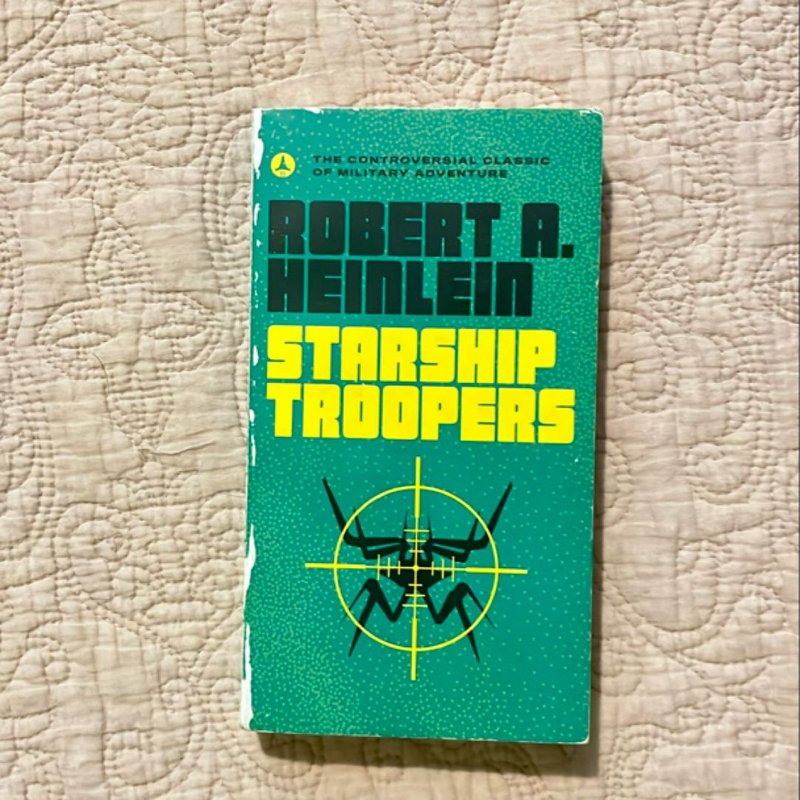 THE CONTROVERSIAL CLASSIC
OF MILITARY ADVENTURE
ROBERT A.
HEINLEIN
STARSHIP
TROOPERS